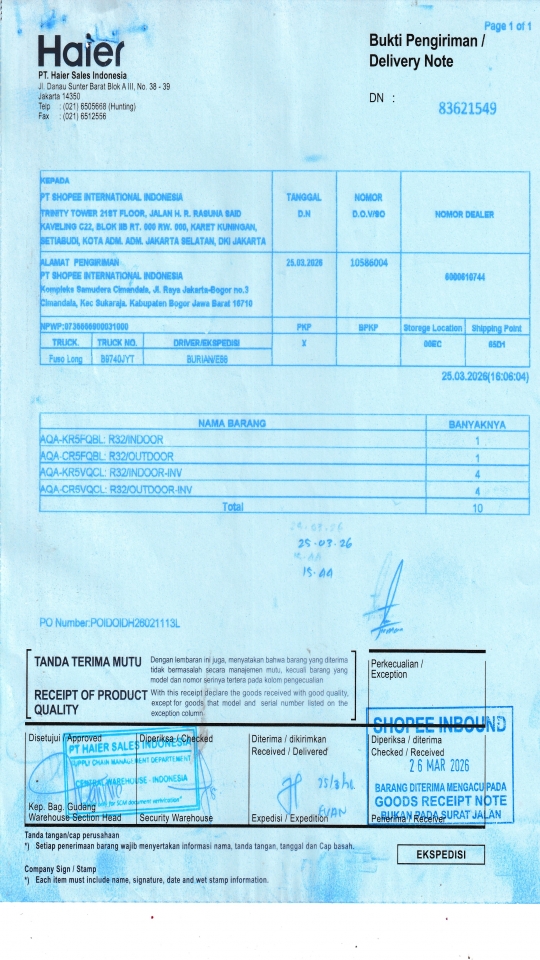 Page 1 of 1
Haier
Bukti Pengiriman /
Delivery Note
PT. Haier Sales Indonesia
Jl. Danau Sunter Barat Blok A III, No. 38 - 39
Jakarta 14350
Telp : (021) 6505668 (Hunting)
Fax : (021) 6512556
DN : 83621549
KEPADA
PT SHOPEE INTERNATIONAL INDONESIA
TRINITY TOWER 21ST FLOOR, JALAN H. R. RASUNA SAID
KAVELING C22, BLOK IIB RT. 000 RW. 000, KARET KUNINGAN,
SETIABUDI, KOTA ADM. ADM. JAKARTA SELATAN, DKI JAKARTA
TANGGAL
D.N
NOMOR
D.O.V/SO
NOMOR DEALER
ALAMAT PENGIRIMAN
PT SHOPEE INTERNATIONAL INDONESIA
Kompleks Samudera Cimandala, Jl. Raya Jakarta-Bogor no.3
Cimandala, Kec Sukaraja. Kabupaten Bogor Jawa Barat 16710
25.03.2026
10586004
NPWP:
PKP
BPKP
Storage Location
Shipping Point
TRUCK.
TRUCK NO.
DRIVER/EKSPEDISI
X
Fuso Long
B9740JYT
25.03.2026(16:06:04)
NAMA BARANG
BANYAKNYA
AQA-KR5FQBL: R32/INDOOR 1
AQA-CR5FQBL: R32/OUTDOOR 1
AQA-KR5VQCL: R32/INDOOR-INV 4
AQA-CR5VQCL: R32/OUTDOOR-INV 4
Total 10
25-03-26
PO Number:POIDOIDH26021113L
TANDA TERIMA MUTU
Dengan lembaran ini juga, menyatakan bahwa barang yang diterima
tidak bermasalah secara manajemen mutu, kecuali barang yang
model dan nomor serinya tertera pada kolom pengecualian
RECEIPT OF PRODUCT
QUALITY
With this receipt declare the goods received with good quality,
except for goods that model and serial number listed on the
exception column
Perkecualian /
Exception
Disetujui / Approved
Diperiksa / Checked
Diterima / dikirimkan
Received / Delivered
Diperiksa / diterima
Checked / Received
PT HAIER SALES INDONESIA
SUPPLY CHAIN MANAGEMENT DEPARTEMENT
CENTRAL WAREHOUSE - INDONESIA
SHOPEE INBOUND
26 MAR 2026
BARANG DITERIMA MENGACU PADA
GOODS RECEIPT NOTE
BUKAN PADA SURAT JALAN
EVAN
Kep. Bag. Gudang
Warehouse Section Head
Security Warehouse
Expedisi / Expedition
Penerima / Receiver
Tanda tangan/cap perusahaan
*) Setiap penerimaan barang wajib menyertakan informasi nama, tanda tangan, tanggal dan Cap basah.
EKSPEDISI
Company Sign / Stamp
*) Each item must include name, signature, date and wet stamp information.